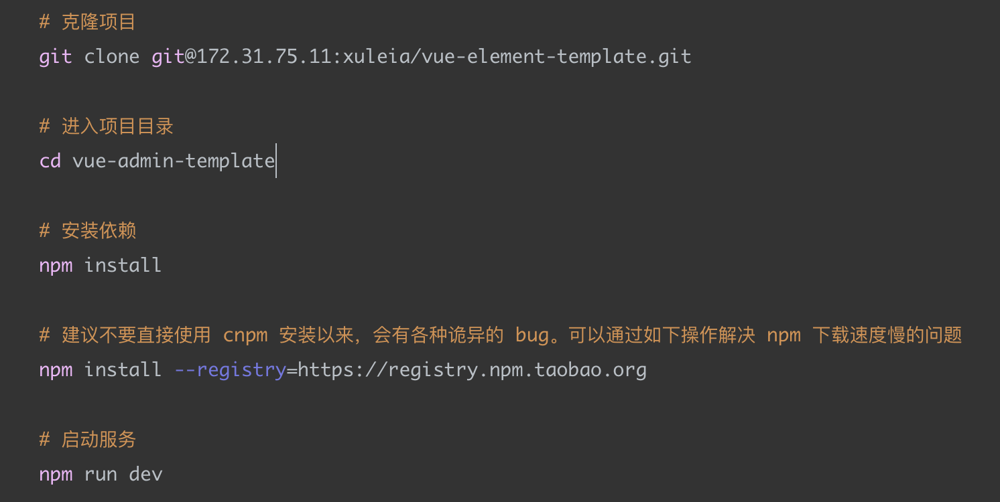 # 克隆项目
git clone git@172.31.75.11:xuleia/vue-element-template.git
# 进入项目目录
cd vue-admin-template
# 安装依赖
npm install
# 建议不要直接使用 cnpm 安装以来，会有各种诡异的 bug。可以通过如下操作解决 npm 下载速度慢的问题
npm install --registry=https://registry.npm.taobao.org
# 启动服务
npm run dev